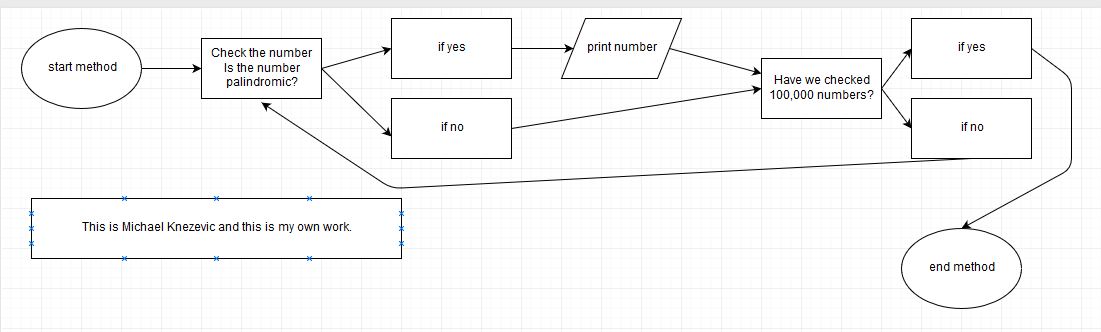 start method
Check the number
Is the number
palindromic?
if yes
if no
print number
Have we checked
100,000 numbers?
if yes
if no
end method
This is Michael Knezevic and this is my own work.